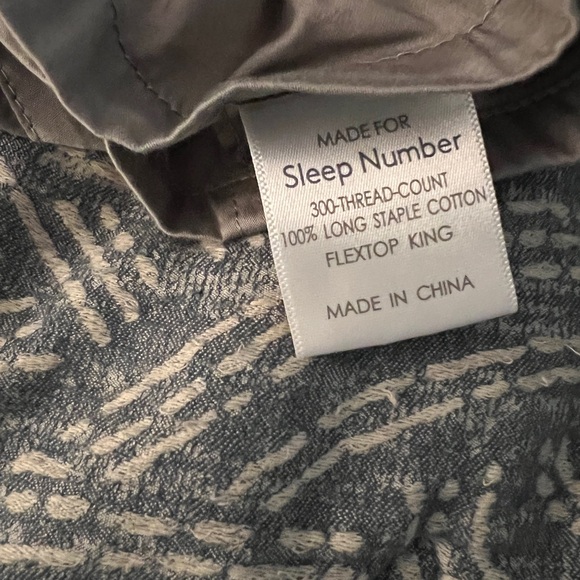 MADE FOR
Sleep Number
300-THREAD-COUNT
100% LONG STAPLE COTTON
FLEXTOP KING
MADE IN CHINA